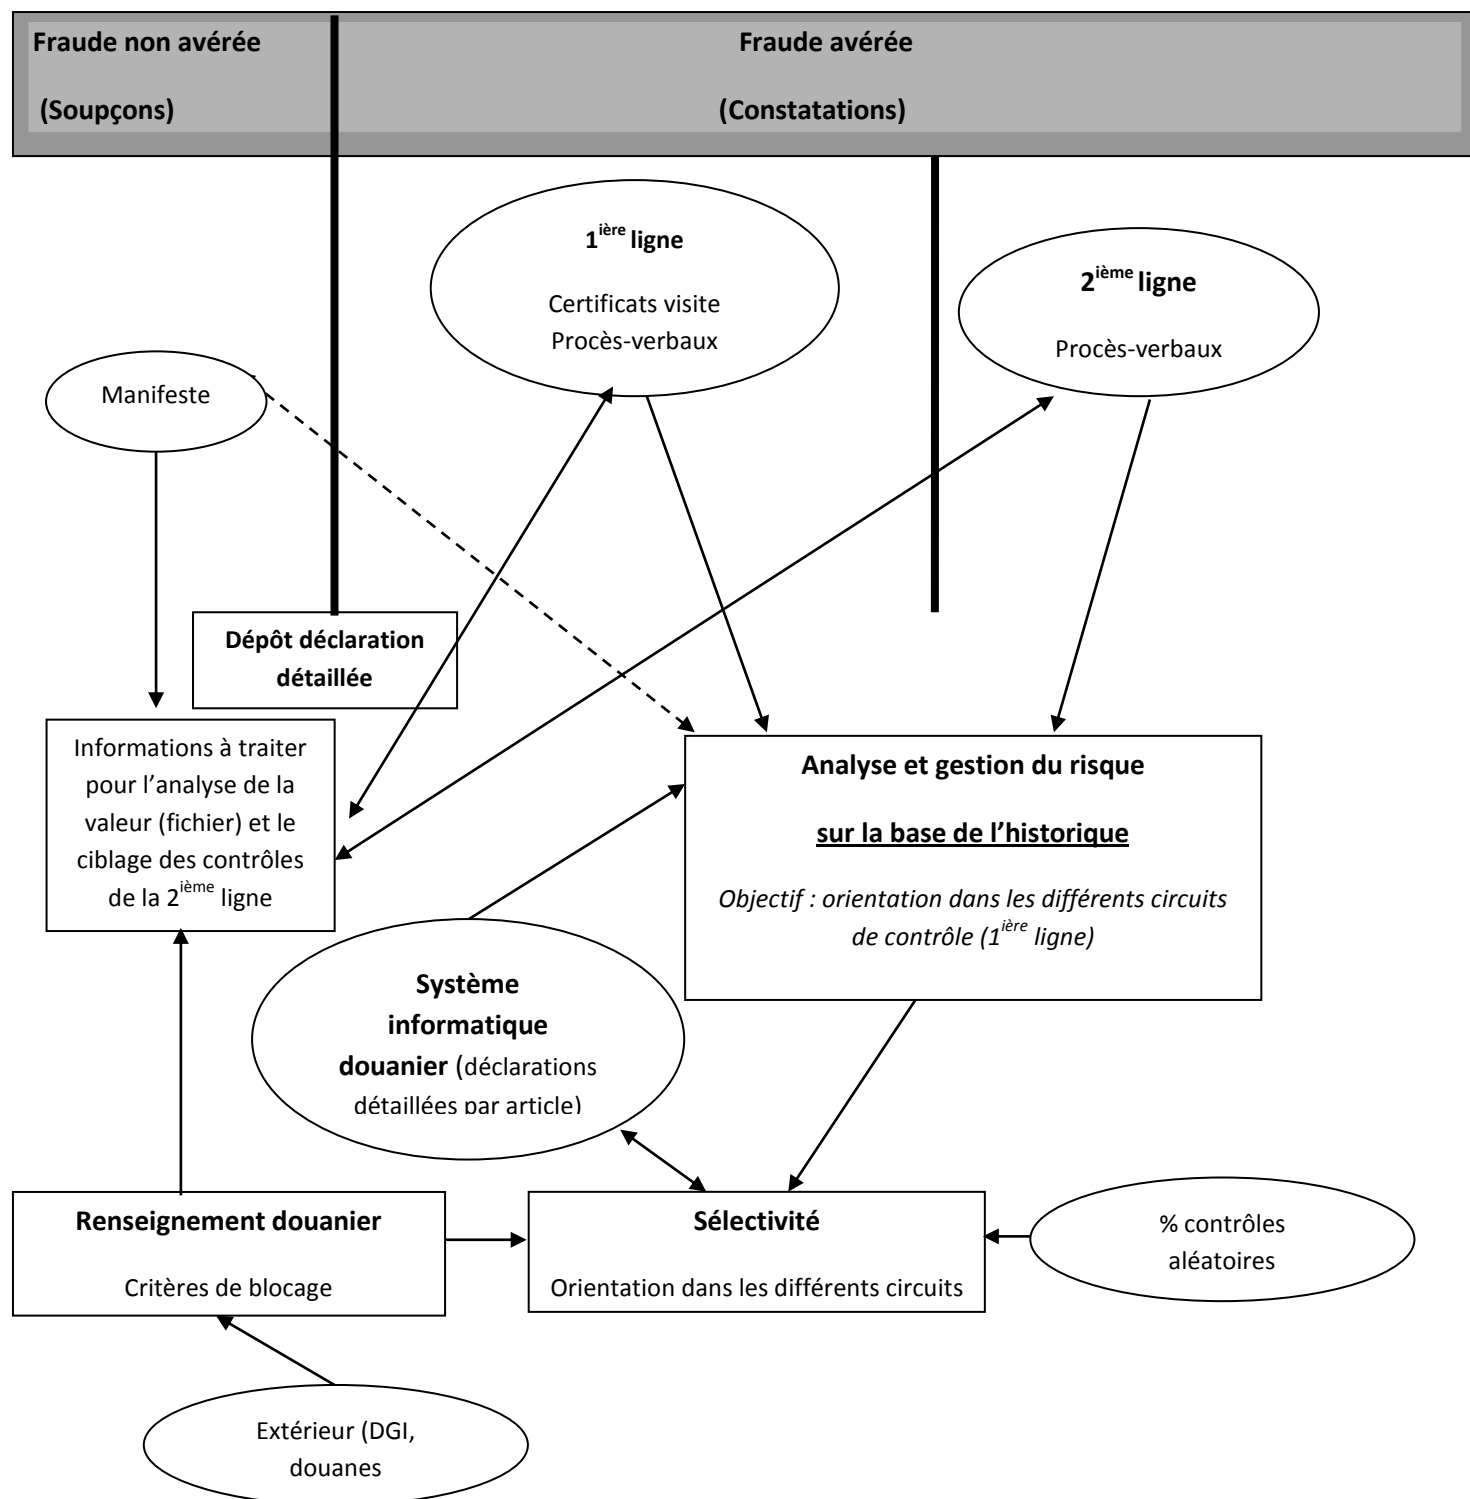 Fraude non avérée
Fraude avérée
(Soupçons)
(Constatations)
1ière ligne
Certificats visite
Procès-verbaux
2ième ligne
Procès-verbaux
Manifeste
Dépôt déclaration
détaillée
Informations à traiter
pour l’analyse de la
valeur (fichier) et le
ciblage des contrôles
de la 2ième ligne
Analyse et gestion du risque
sur la base de l’historique
Objectif : orientation dans les différents circuits
de contrôle (1ière ligne)
Système
informatique
douanier (déclarations
détaillées par article)
Renseignement douanier
Critères de blocage
Sélectivité
Orientation dans les différents circuits
% contrôles
aléatoires
Extérieur (DGI,
douanes